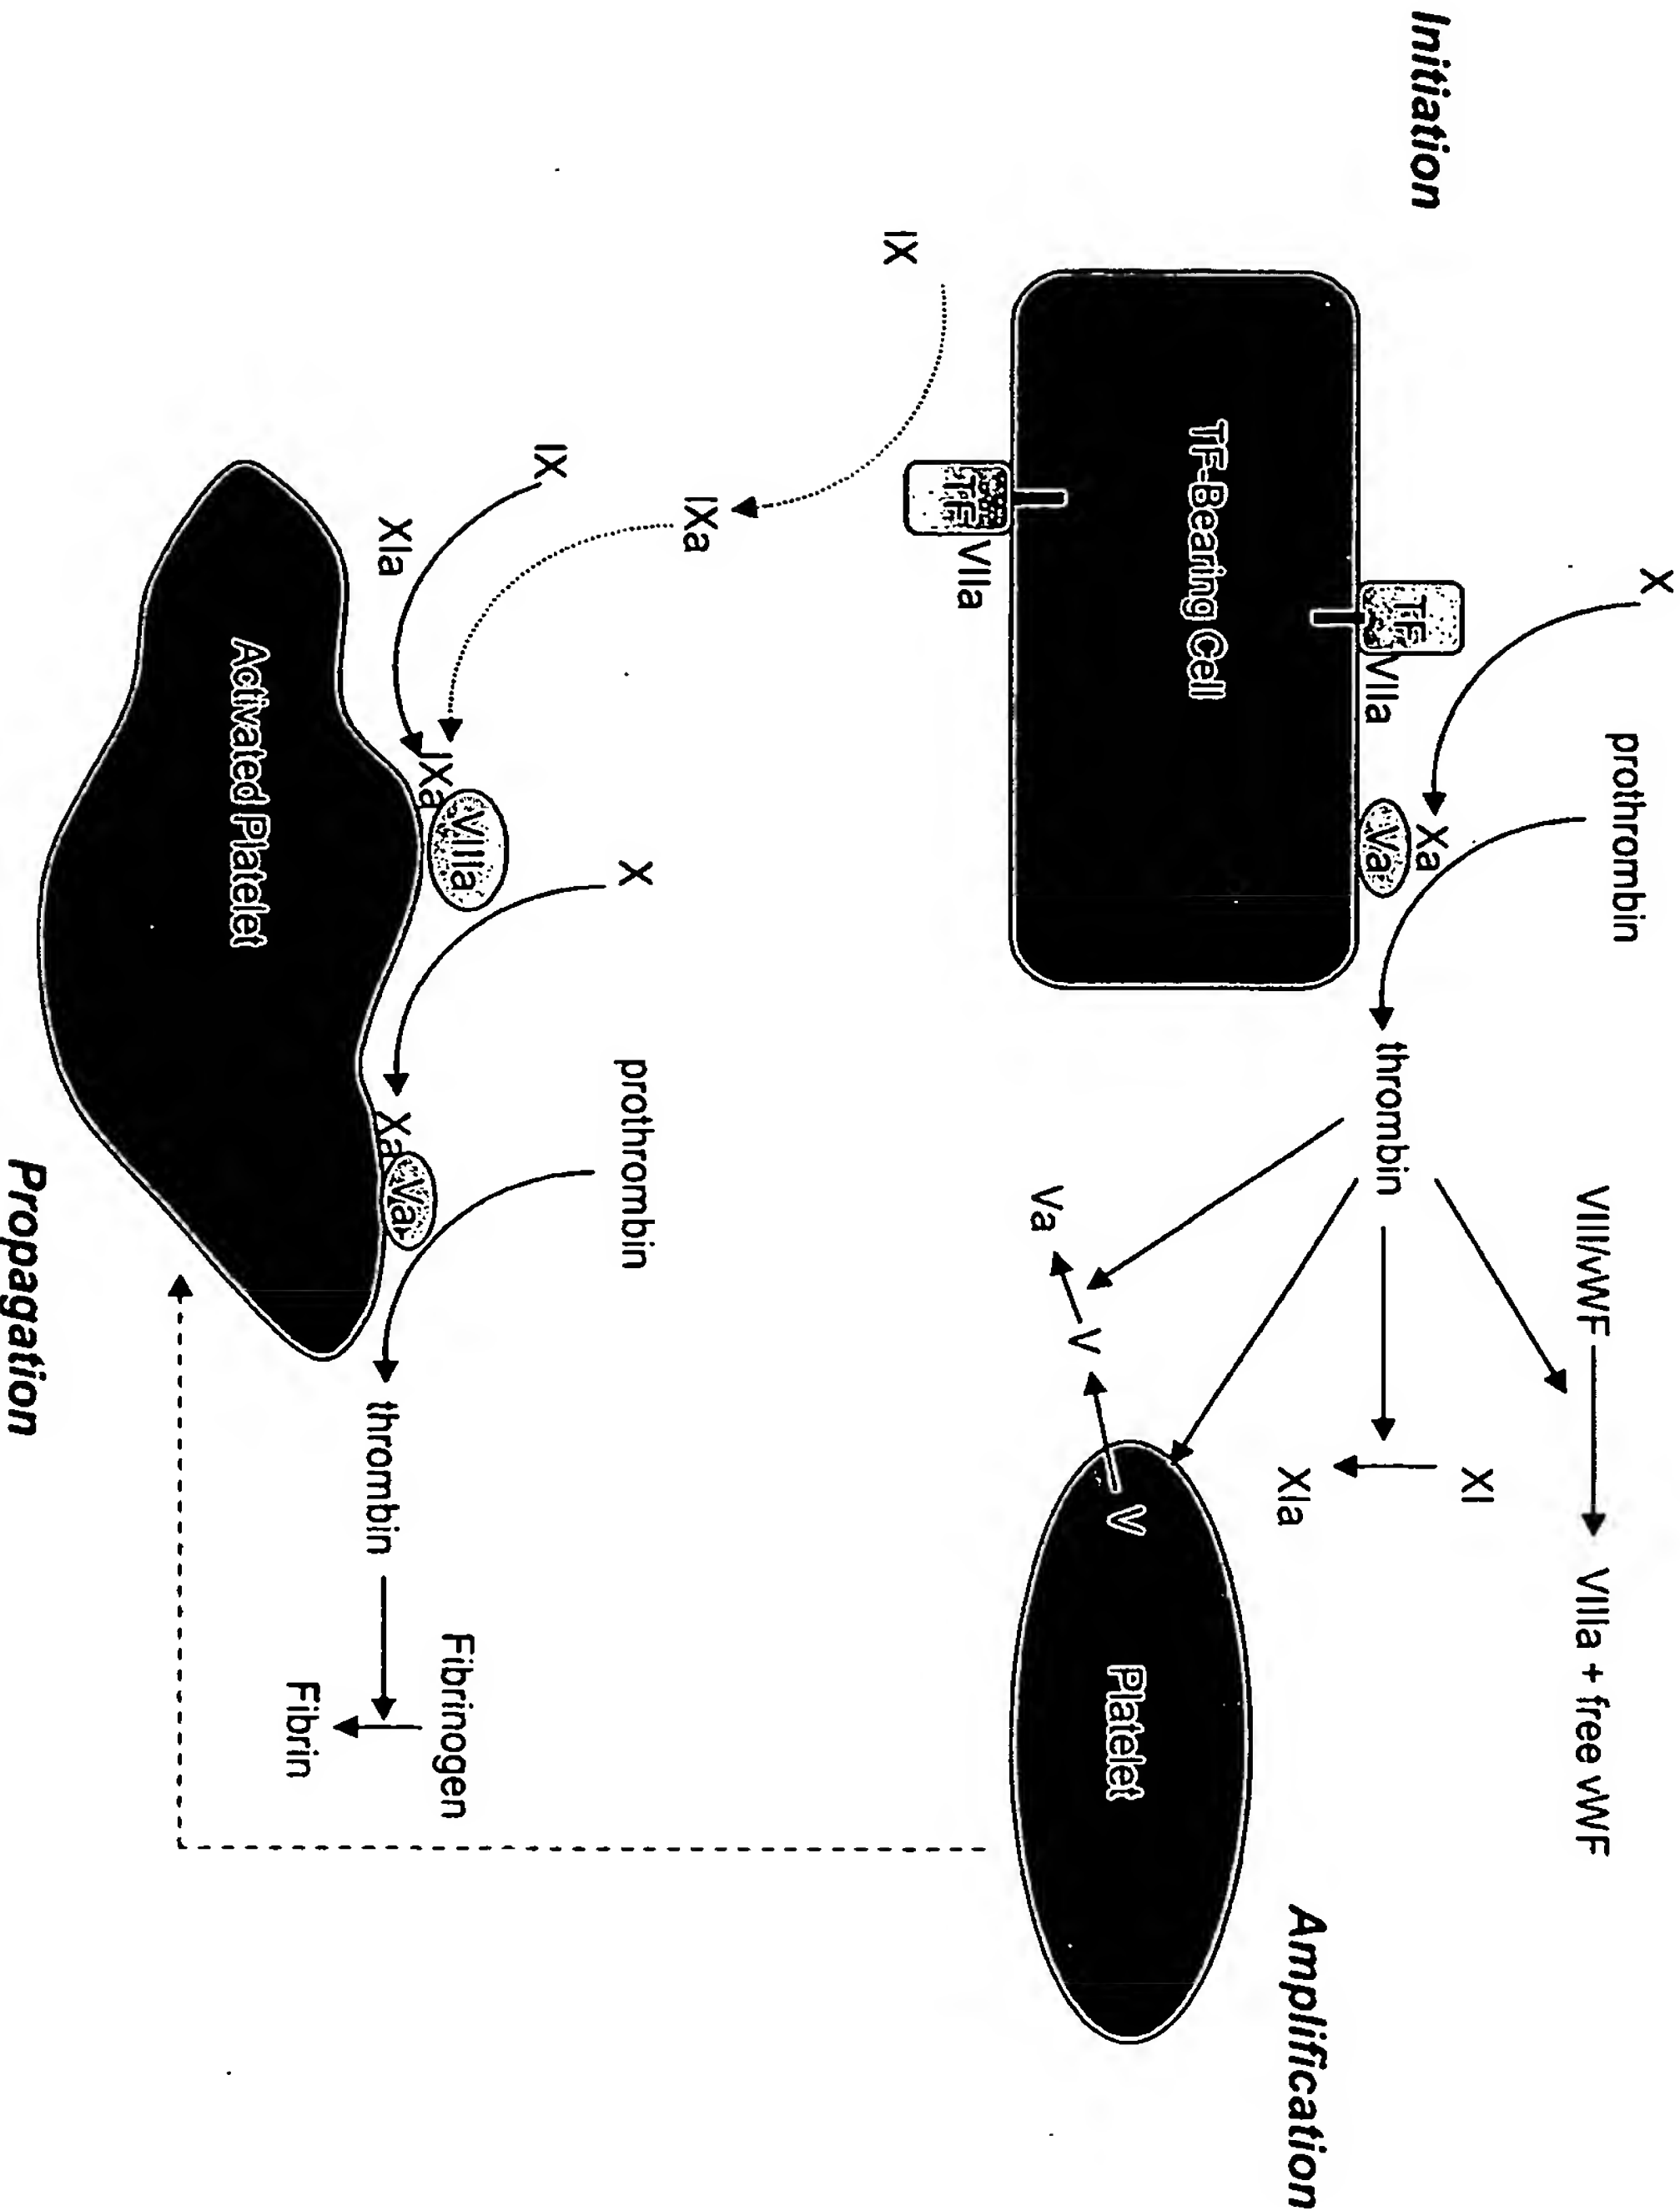 Initiation
X
prothrombin
VIII/vWF
VIIIa + free vWF
TF
VIIa
Xa
Va
thrombin
XI
XIa
Amplification
TF-Bearing Cell
TF
VIIa
Va
V
V
Platelet
IX
IXa
IX
XIa
IXa
VIIIa
X
prothrombin
Xa
Va
thrombin
Fibrinogen
Fibrin
Activated Platelet
Propagation